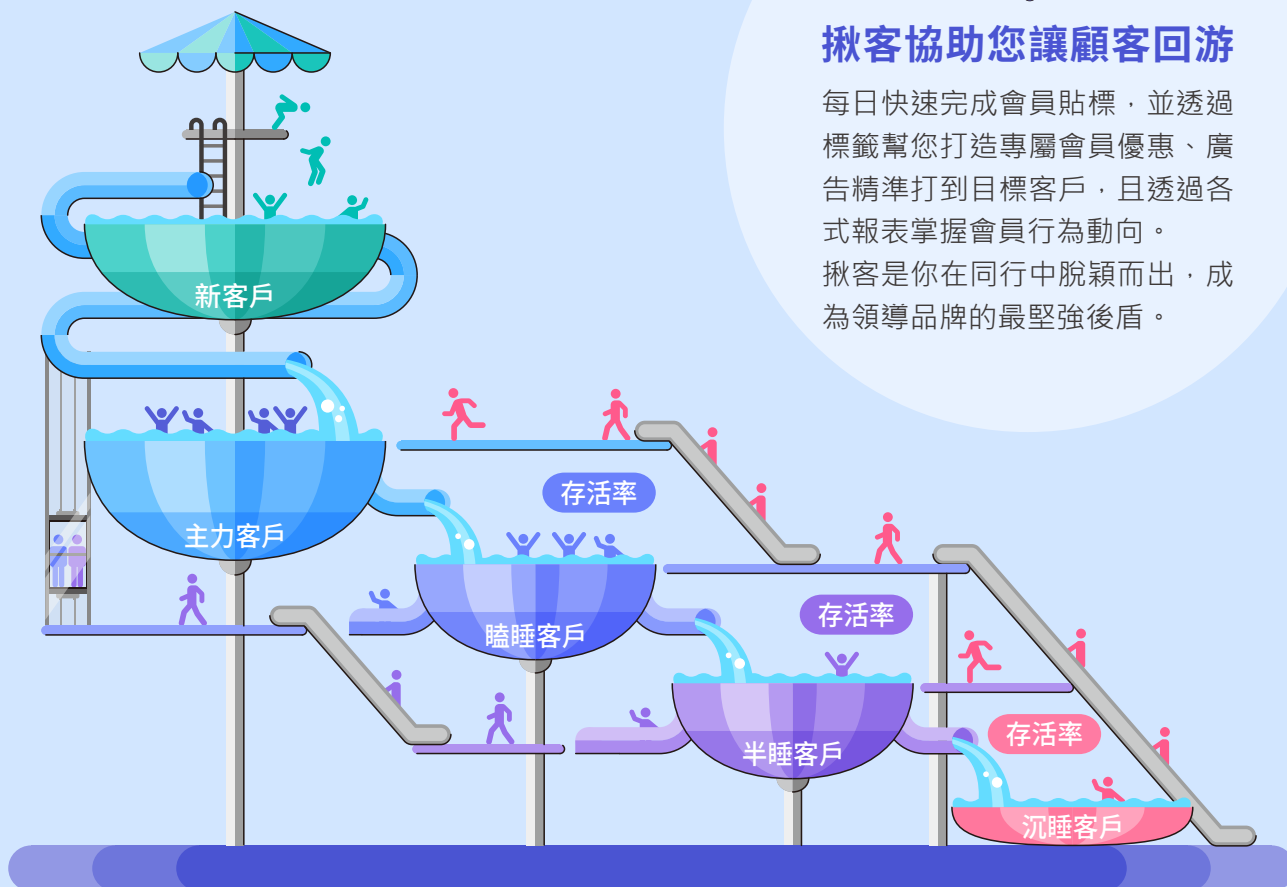 揪客協助您讓顧客回游
每日快速完成會員貼標，並透過
標籤幫您打造專屬會員優惠、廣
告精準打到目標客戶，且透過各
式報表掌握會員行為動向。
揪客是你在同行中脫穎而出，成
為領導品牌的最堅強後盾。
新客戶
主力客戶
存活率
瞌睡客戶
存活率
半睡客戶
存活率
沉睡客戶